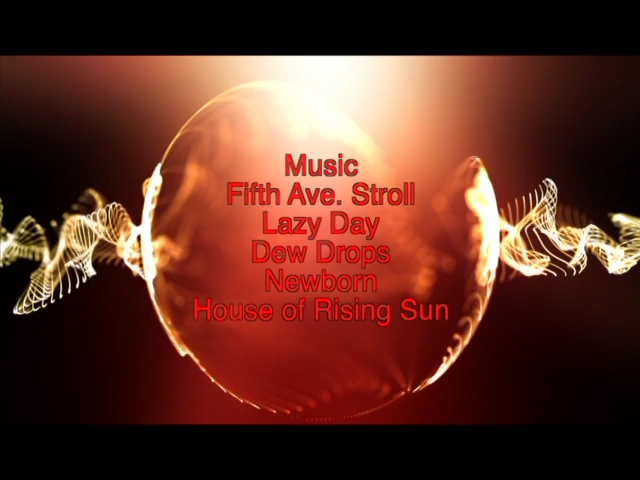 Music
Fifth Ave. Stroll
Lazy Day
Dew Drops
Newborn
House of Rising Sun